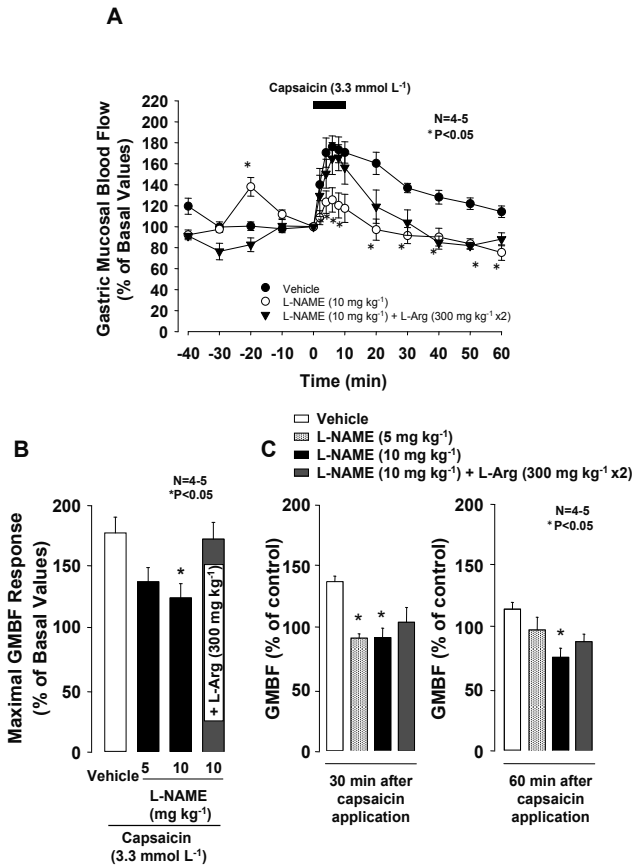 A
Capsaicin (3.3 mmol L-1)
N=4-5
*P<0.05
Gastric Mucosal Blood Flow
(% of Basal Values)
220
200
180
160
140
120
100
80
60
40
20
0
*
* * *
* * * * *
Vehicle
L-NAME (10 mg kg-1)
L-NAME (10 mg kg-1) + L-Arg (300 mg kg-1 x2)
-40 -30 -20 -10 0 10 20 30 40 50 60
Time (min)
Vehicle
L-NAME (5 mg kg-1)
L-NAME (10 mg kg-1)
L-NAME (10 mg kg-1) + L-Arg (300 mg kg-1 x2)
B
N=4-5
*P<0.05
Maximal GMBF Response
(% of Basal Values)
200
150
100
50
0
*
+ L-Arg (300 mg kg-1)
Vehicle 5 10 10
L-NAME
(mg kg-1)
Capsaicin
(3.3 mmol L-1)
C
GMBF (% of control)
200
150
100
50
0
* *
30 min after
capsaicin
application
N=4-5
*P<0.05
GMBF (% of control)
200
150
100
50
0
*
60 min after
capsaicin
application